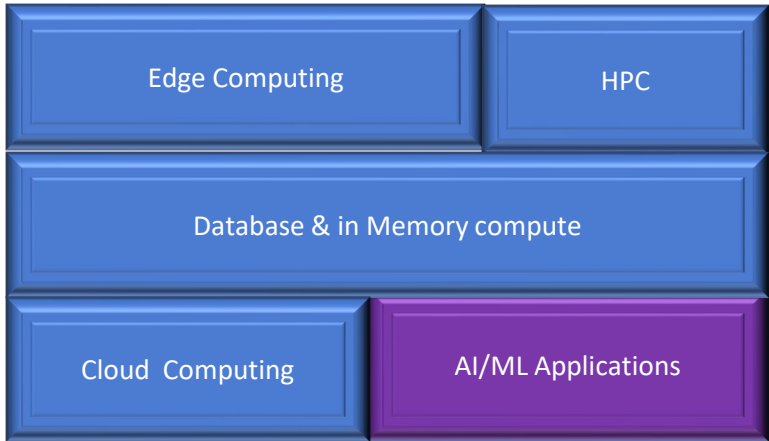 Edge Computing
HPC
Database & in Memory compute
Cloud  Computing
AI/ML Applications